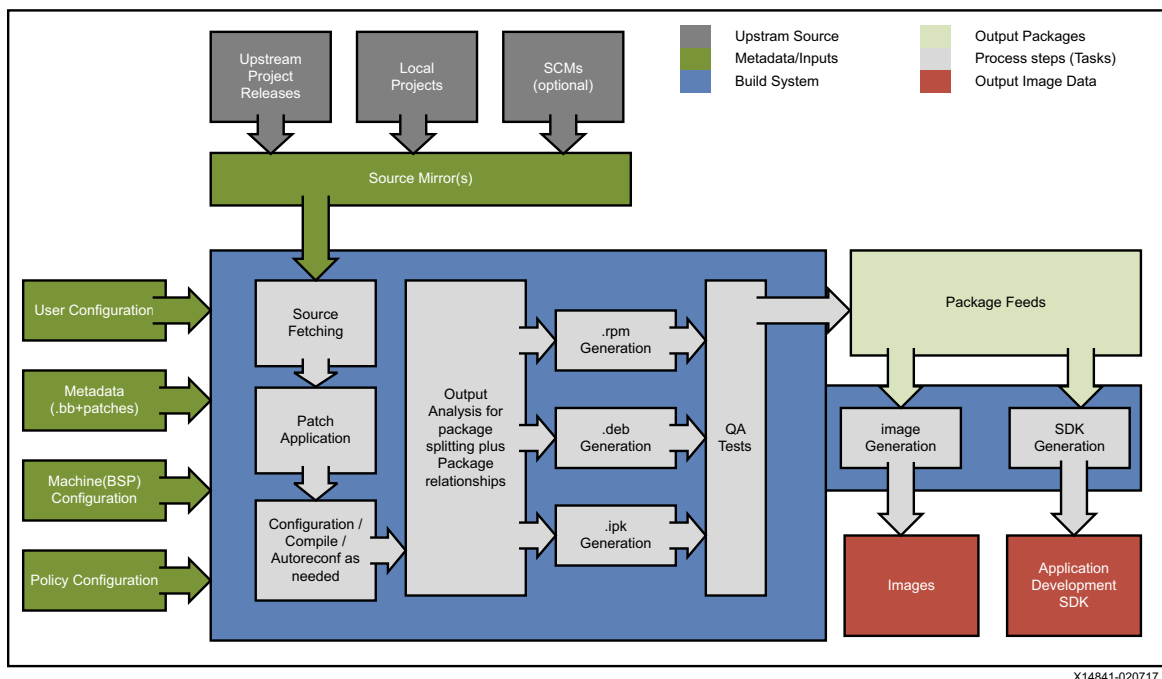 Upstream
Project
Releases
Local
Projects
SCMs
(optional)
Upstram Source
Metadata/Inputs
Build System
Output Packages
Process steps (Tasks)
Output Image Data
Source Mirror(s)
User Configuration
Metadata
(.bb+patches)
Machine(BSP)
Configuration
Policy Configuration
Source
Fetching
Patch
Application
Configuration /
Compile /
Autoreconf as
needed
Output
Analysis for
package
splitting plus
Package
relationships
.rpm
Generation
.deb
Generation
.ipk
Generation
QA
Tests
Package Feeds
image
Generation
SDK
Generation
Images
Application
Development
SDK
X14841-020717